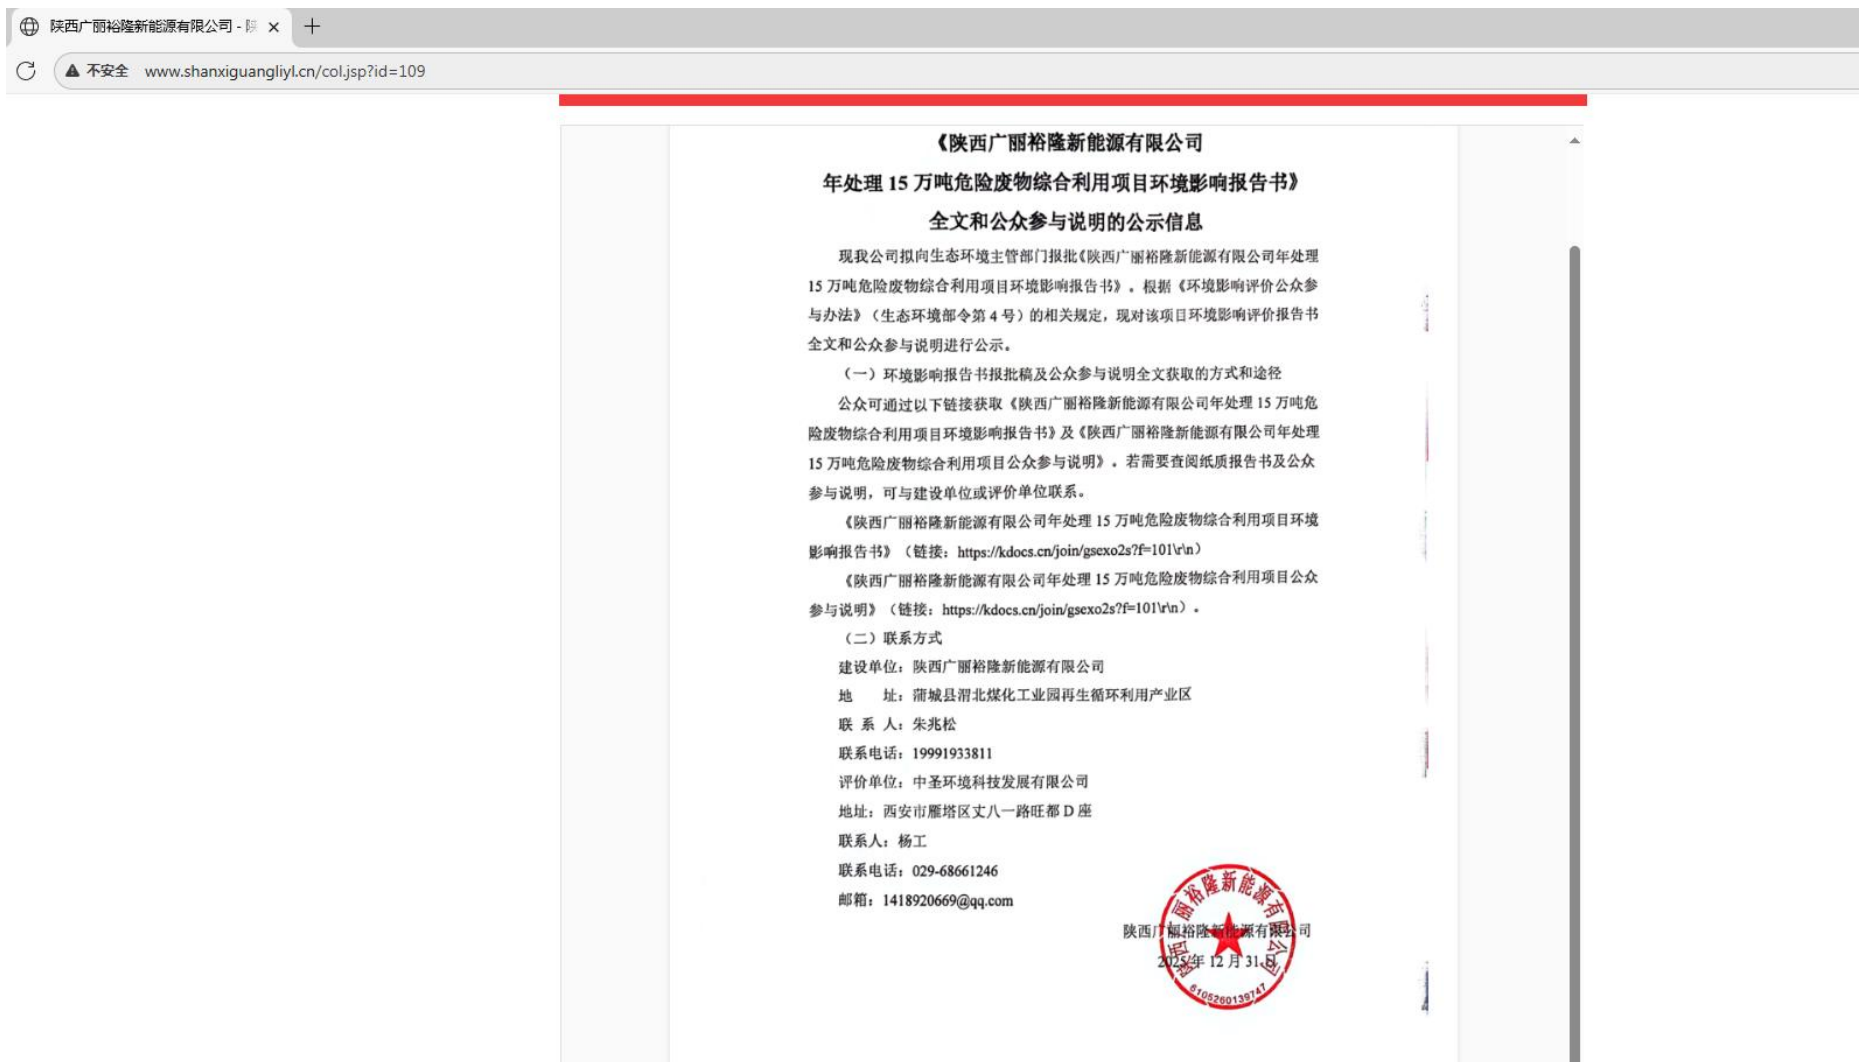 陕西广丽裕隆新能源有限公司 - 陕
不安全 www.shanxiguangliyl.cn/col.jsp?id=109
《陕西广丽裕隆新能源有限公司
年处理 15 万吨危险废物综合利用项目环境影响报告书》
全文和公众参与说明的公示信息
现我公司拟向生态环境主管部门报批《陕西广丽裕隆新能源有限公司年处理
15 万吨危险废物综合利用项目环境影响报告书》。根据《环境影响评价公众参
与办法》（生态环境部令第 4 号）的相关规定，现对该项目环境影响评价报告书
全文和公众参与说明进行公示。
（一）环境影响报告书报批稿及公众参与说明全文获取的方式和途径
公众可通过以下链接获取《陕西广丽裕隆新能源有限公司年处理 15 万吨危
险废物综合利用项目环境影响报告书》及《陕西广丽裕隆新能源有限公司年处理
15 万吨危险废物综合利用项目公众参与说明》。若需要查阅纸质报告书及公众
参与说明，可与建设单位或评价单位联系。
《陕西广丽裕隆新能源有限公司年处理 15 万吨危险废物综合利用项目环境
影响报告书》（链接：https://kdocs.cn/join/gsexo2s?f=101\r\n）
《陕西广丽裕隆新能源有限公司年处理 15 万吨危险废物综合利用项目公众
参与说明》（链接：https://kdocs.cn/join/gsexo2s?f=101\r\n）。
（二）联系方式
建设单位：陕西广丽裕隆新能源有限公司
地 址：蒲城县渭北煤化工业园再生循环利用产业区
联 系 人：朱兆松
联系电话：19991933811
评价单位：中圣环境科技发展有限公司
地址：西安市雁塔区丈八一路旺都 D 座
联系人：杨工
联系电话：029-68661246
邮箱：1418920669@qq.com
陕西广丽裕隆新能源有限公司
2025 年 12 月 31 日
陕西广丽裕隆新能源有限公司
6105260139747